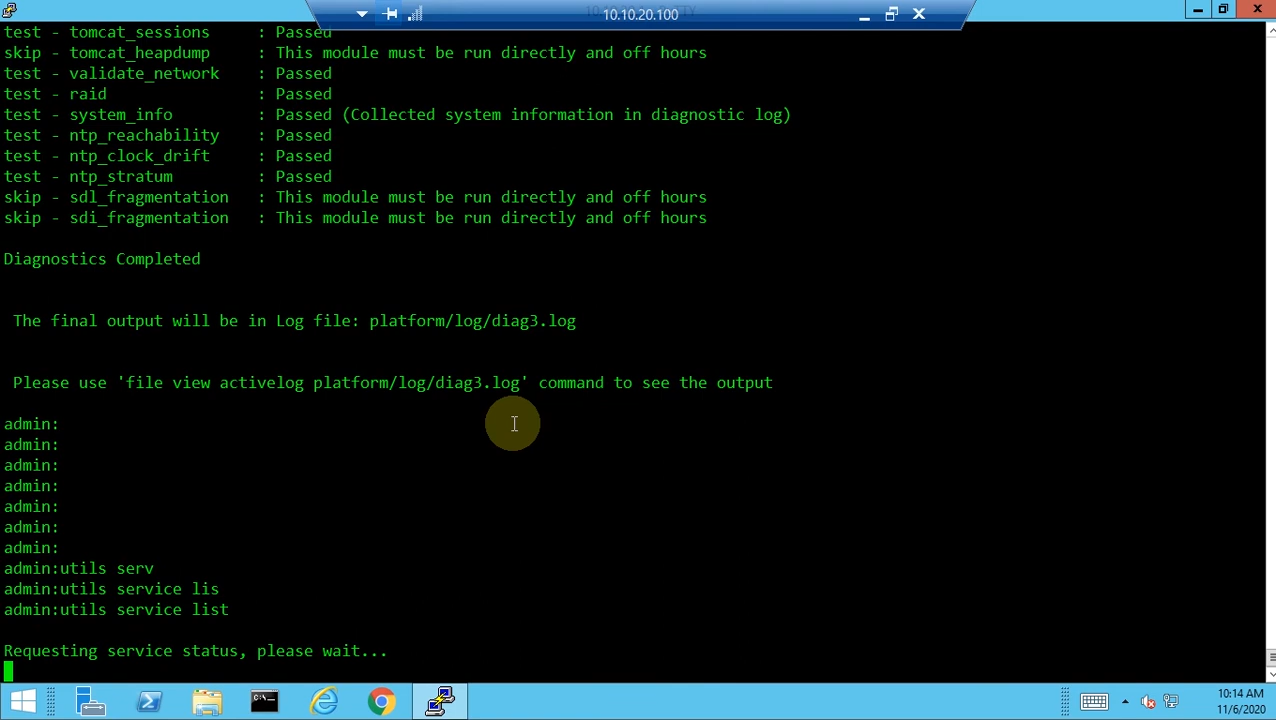 10.10.20.100
test - tomcat_sessions : Passed
skip - tomcat_heapdump : This module must be run directly and off hours
test - validate_network : Passed
test - raid : Passed
test - system_info : Passed (Collected system information in diagnostic log)
test - ntp_reachability : Passed
test - ntp_clock_drift : Passed
test - ntp_stratum : Passed
skip - sdl_fragmentation : This module must be run directly and off hours
skip - sdi_fragmentation : This module must be run directly and off hours
Diagnostics Completed
The final output will be in Log file: platform/log/diag3.log
Please use 'file view activelog platform/log/diag3.log' command to see the output
admin:
admin:
admin:
admin:
admin:
admin:
admin:
admin:utils serv
admin:utils service lis
admin:utils service list
Requesting service status, please wait...
10:14 AM
11/6/2020